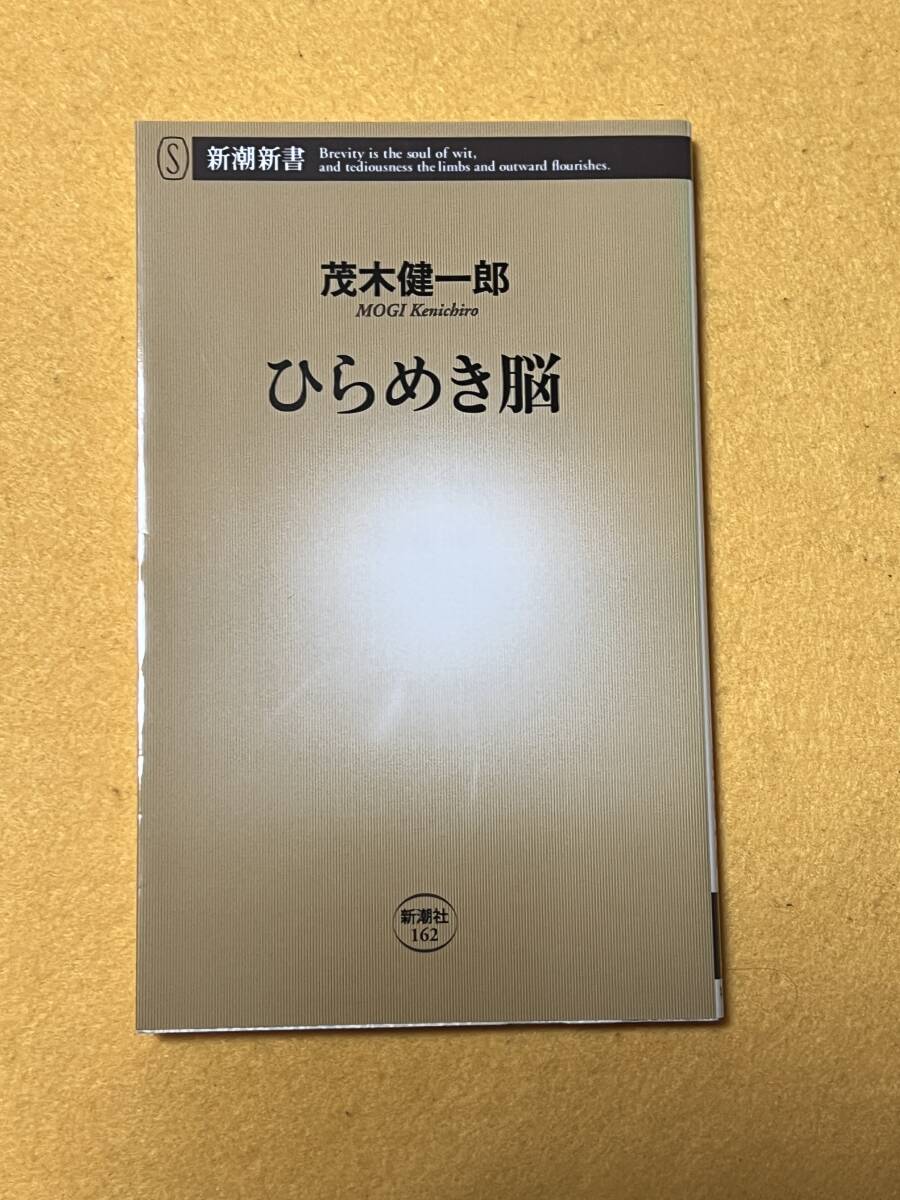 S
新潮新書
Brevity is the soul of wit,
and tediousness the limbs and outward flourishes.
茂木健一郎
MOGI Kenichiro
ひらめき脳
新潮社
162